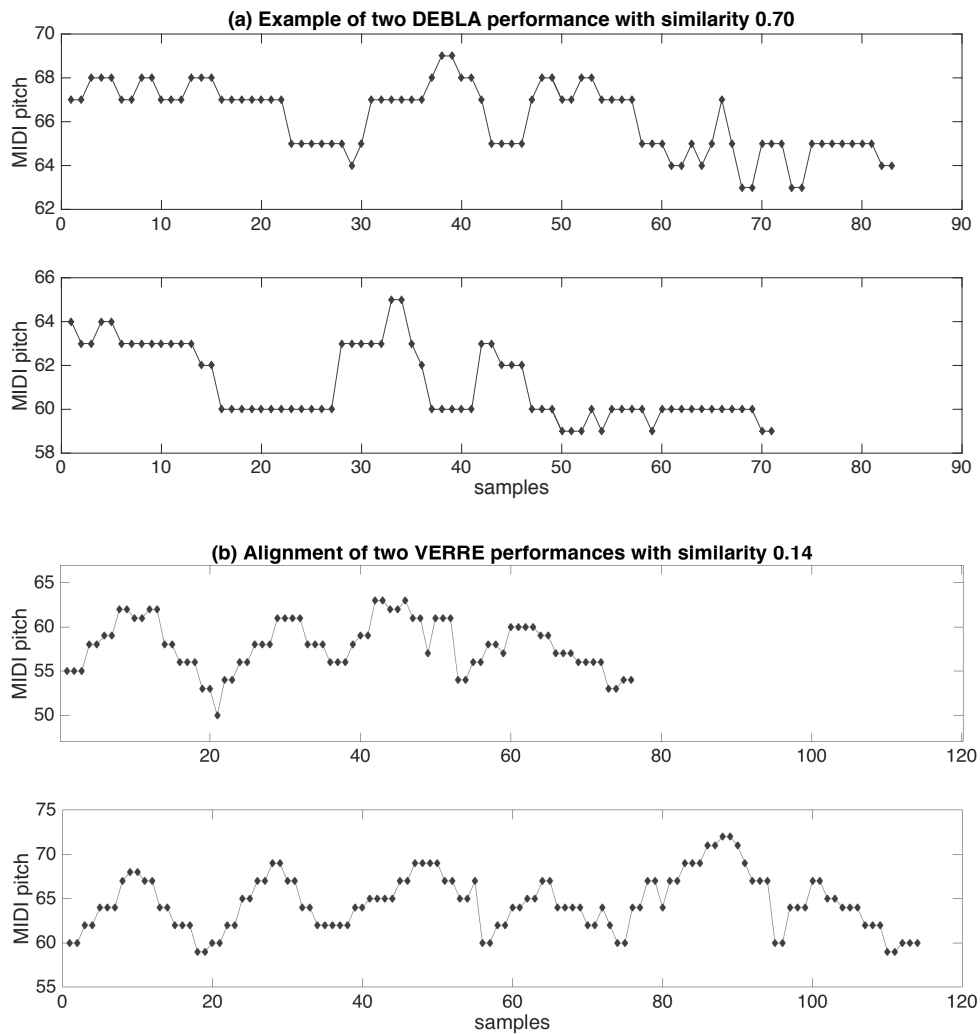 (a) Example of two DEBLA performance with similarity 0.70
MIDI pitch
70
68
66
64
62
0 10 20 30 40 50 60 70 80 90
MIDI pitch
66
64
62
60
58
0 10 20 30 40 50 60 70 80 90
samples
(b) Alignment of two VERRE performances with similarity 0.14
MIDI pitch
65
60
55
50
20 40 60 80 100 120
MIDI pitch
75
70
65
60
55
0 20 40 60 80 100 120
samples